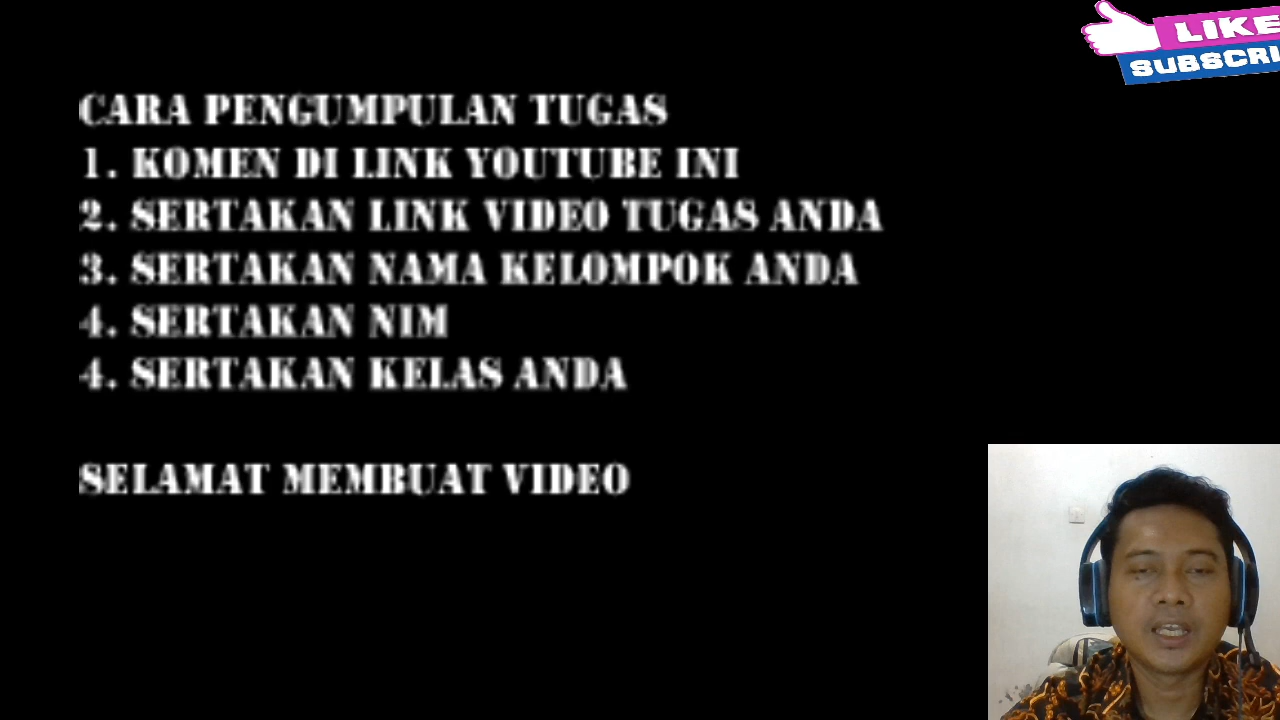 LIKE
SUBSCRI
CARA PENGUMPULAN TUGAS
1. KOMEN DI LINK YOUTUBE INI
2. SERTAKAN LINK VIDEO TUGAS ANDA
3. SERTAKAN NAMA KELOMPOK ANDA
4. SERTAKAN NIM
4. SERTAKAN KELAS ANDA
SELAMAT MEMBUAT VIDEO